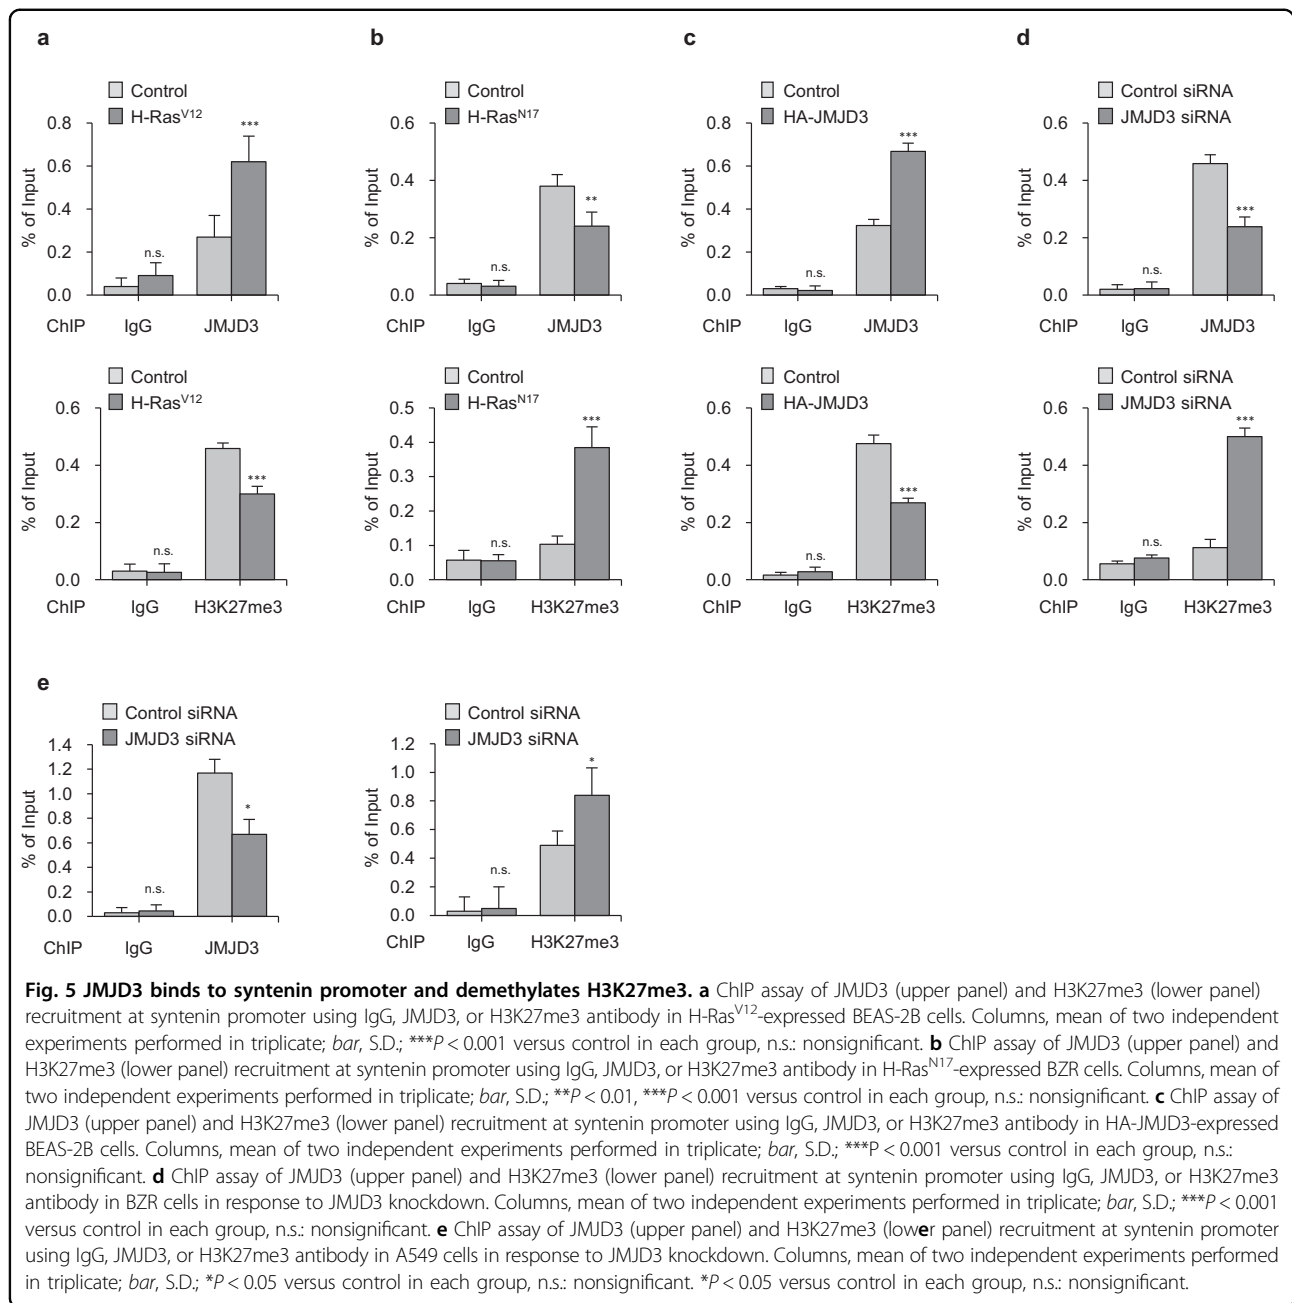 a
b
c
d
Control
H-RasV12
% of Input
0.8
0.6
0.4
0.2
0.0
n.s.
***
ChIP
IgG
JMJD3
Control
H-RasN17
% of Input
0.6
0.4
0.2
0.0
n.s.
**
ChIP
IgG
JMJD3
Control
HA-JMJD3
% of Input
0.8
0.6
0.4
0.2
0.0
n.s.
***
ChIP
IgG
JMJD3
Control siRNA
JMJD3 siRNA
% of Input
0.6
0.4
0.2
0.0
n.s.
***
ChIP
IgG
JMJD3
Control
H-RasV12
% of Input
0.6
0.4
0.2
0.0
n.s.
***
ChIP
IgG
H3K27me3
Control
H-RasN17
% of Input
0.5
0.4
0.3
0.2
0.1
0.0
n.s.
***
ChIP
IgG
H3K27me3
Control
HA-JMJD3
% of Input
0.6
0.4
0.2
0.0
n.s.
***
ChIP
IgG
H3K27me3
Control siRNA
JMJD3 siRNA
% of Input
0.6
0.4
0.2
0.0
n.s.
***
ChIP
IgG
H3K27me3
e
Control siRNA
JMJD3 siRNA
% of Input
1.4
1.2
1.0
0.8
0.6
0.4
0.2
0.0
n.s.
*
ChIP
IgG
JMJD3
Control siRNA
JMJD3 siRNA
% of Input
1.2
1.0
0.8
0.6
0.4
0.2
0.0
n.s.
*
ChIP
IgG
H3K27me3
Fig. 5 JMJD3 binds to syntenin promoter and demethylates H3K27me3. a ChIP assay of JMJD3 (upper panel) and H3K27me3 (lower panel)
recruitment at syntenin promoter using IgG, JMJD3, or H3K27me3 antibody in H-RasV12-expressed BEAS-2B cells. Columns, mean of two independent
experiments performed in triplicate; bar, S.D.; ***P < 0.001 versus control in each group, n.s.: nonsignificant. b ChIP assay of JMJD3 (upper panel) and
H3K27me3 (lower panel) recruitment at syntenin promoter using IgG, JMJD3, or H3K27me3 antibody in H-RasN17-expressed BZR cells. Columns, mean of
two independent experiments performed in triplicate; bar, S.D.; **P < 0.01, ***P < 0.001 versus control in each group, n.s.: nonsignificant. c ChIP assay of
JMJD3 (upper panel) and H3K27me3 (lower panel) recruitment at syntenin promoter using IgG, JMJD3, or H3K27me3 antibody in HA-JMJD3-expressed
BEAS-2B cells. Columns, mean of two independent experiments performed in triplicate; bar, S.D.; ***P < 0.001 versus control in each group, n.s.:
nonsignificant. d ChIP assay of JMJD3 (upper panel) and H3K27me3 (lower panel) recruitment at syntenin promoter using IgG, JMJD3, or H3K27me3
antibody in BZR cells in response to JMJD3 knockdown. Columns, mean of two independent experiments performed in triplicate; bar, S.D.; ***P < 0.001
versus control in each group, n.s.: nonsignificant. e ChIP assay of JMJD3 (upper panel) and H3K27me3 (lower panel) recruitment at syntenin promoter
using IgG, JMJD3, or H3K27me3 antibody in A549 cells in response to JMJD3 knockdown. Columns, mean of two independent experiments performed
in triplicate; bar, S.D.; *P < 0.05 versus control in each group, n.s.: nonsignificant. *P < 0.05 versus control in each group, n.s.: nonsignificant.